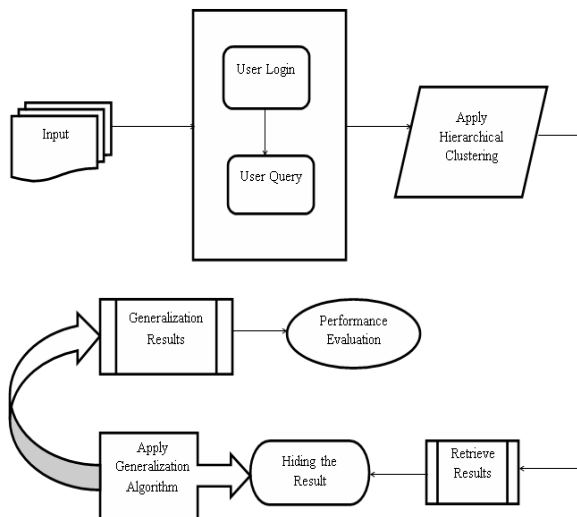 Input
User Login
User Query
Apply
Hierarchical
Clustering
Generalization
Results
Performance
Evaluation
Apply
Generalization
Algorithm
Hiding the
Result
Retrieve
Results